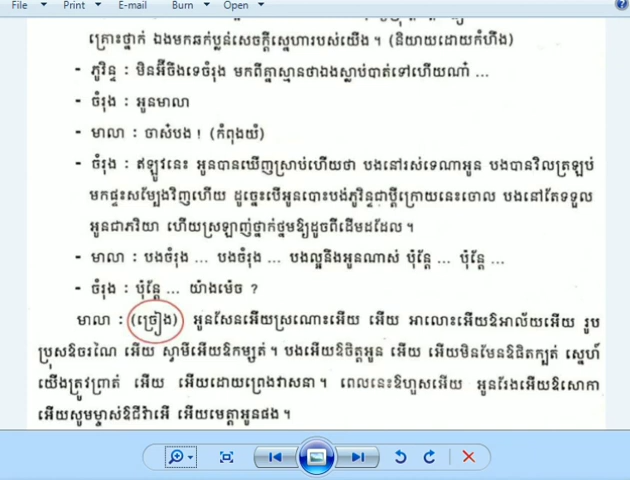 File Print E-mail Burn Open
គ្រោះថ្នាក់ ឯងមកឆក់ប្លន់សេចក្តីស្នេហារបស់យើង ។ (និយាយដោយកំហឹង)
- ភូវិន្ទ : មិនអីចឹងទេចំរុង មកពីគ្នាស្មានថាឯងស្លាប់បាត់ទៅហើយណ៎ា ...
- ចំរុង : អូនមាលា
- មាលា : ចាស៎បង ! (កំពុងយំ)
- ចំរុង : ឥឡូវនេះ អូនបានឃើញស្រាប់ហើយថា បងនៅរស់ទេណាអូន បងបានវិលត្រឡប់
មកផ្ទះសម្បែងវិញហើយ ដូច្នេះបើអូនបោះបង់ភូវិន្ទជាប្តីក្រោយនេះចោល បងនៅតែទទួល
អូនជាភរិយា ហើយស្រឡាញ់ថ្នាក់ថ្នមឱ្យដូចពីដើមដដែល ។
- មាលា : បងចំរុង ... បងចំរុង ... បងល្អនឹងអូនណាស់ ប៉ុន្តែ ... ប៉ុន្តែ ...
- ចំរុង : ប៉ុន្តែ ... យ៉ាងម៉េច ?
មាលា : (ច្រៀង) អូនសែនអើយស្រណោះអើយ អើយ អាលោះអើយឱអាល័យអើយ រូប
ប្រុសឱចរណៃ អើយ ស្វាមីអើយឱកម្សត់ ។ បងអើយឱចិត្តអូន អើយ អើយមិនមែនឱផិតក្បត់ ស្នេហ៍
យើងត្រូវព្រាត់ អើយ អើយដោយព្រេងវាសនា ។ ពេលនេះឱហួសអើយ អូនរែងអើយឱសោកា
អើយសូមម្ចាស់ឱជីវ៉ាអើ អើយមេត្តាអូនផង ។